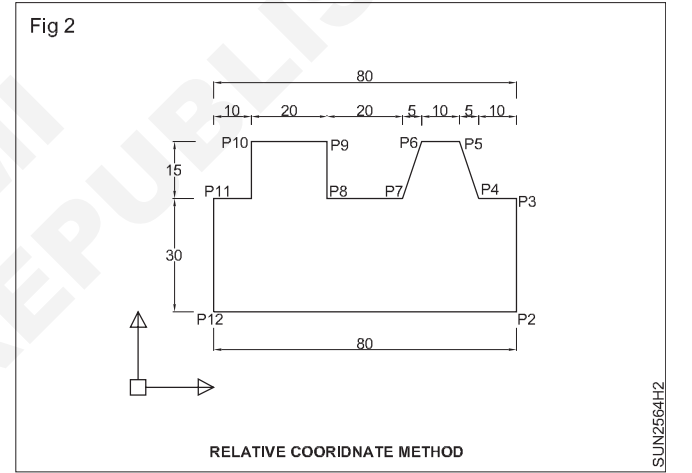 Fig 2
80
10 20 20 5 10 5 10
P10 P9 P6 P5
15
P11 P8 P7 P4 P3
30
P12 P2
80
RELATIVE COORIDNATE METHOD
SUN2564H2